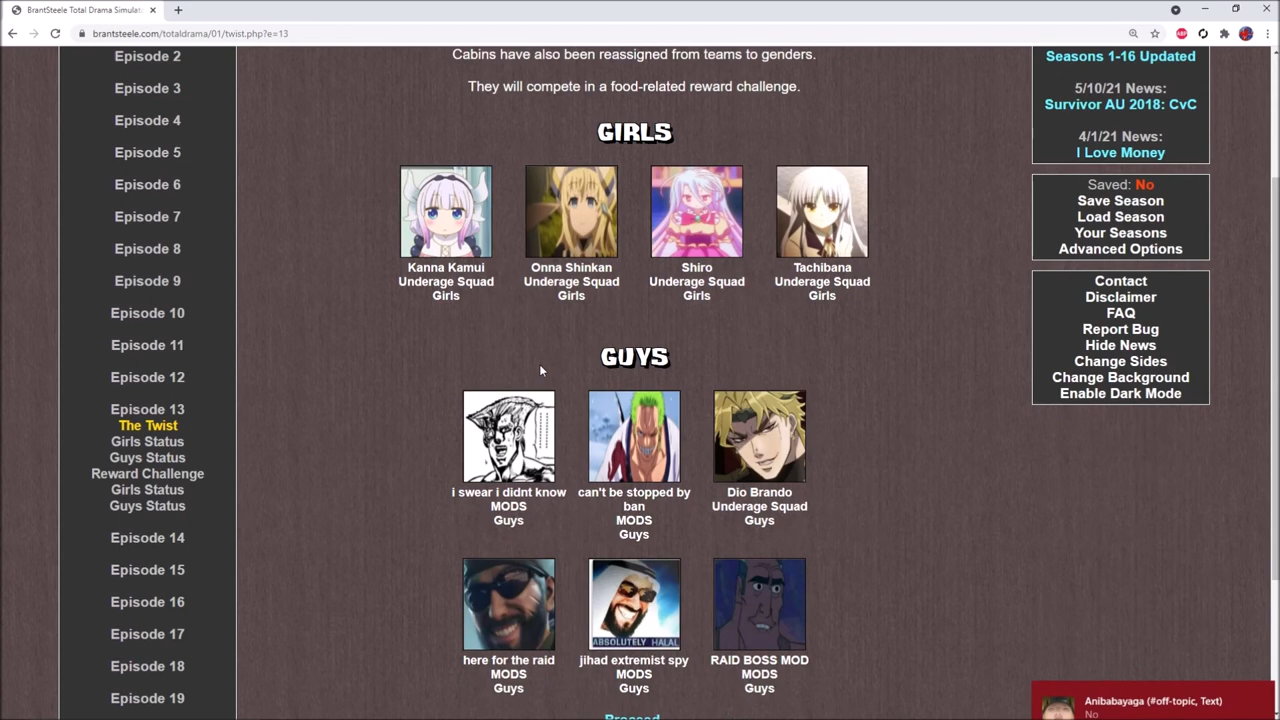 BrantSteele Total Drama Simulat
brantsteele.com/totaldrama/01/twist.php?e=13
Episode 2
Episode 3
Episode 4
Episode 5
Episode 6
Episode 7
Episode 8
Episode 9
Episode 10
Episode 11
Episode 12
Episode 13
The Twist
Girls Status
Guys Status
Reward Challenge
Girls Status
Guys Status
Episode 14
Episode 15
Episode 16
Episode 17
Episode 18
Episode 19
Cabins have also been reassigned from teams to genders.
They will compete in a food-related reward challenge.
GIRLS
Kanna Kamui
Underage Squad
Girls
Onna Shinkan
Underage Squad
Girls
Shiro
Underage Squad
Girls
Tachibana
Underage Squad
Girls
GUYS
i swear i didnt know
MODS
Guys
can't be stopped by
ban
MODS
Guys
Dio Brando
Underage Squad
Guys
here for the raid
MODS
Guys
ABSOLUTELY HALAL
jihad extremist spy
MODS
Guys
RAID BOSS MOD
MODS
Guys
Proceed
Seasons 1-16 Updated
5/10/21 News:
Survivor AU 2018: CvC
4/1/21 News:
I Love Money
Saved: No
Save Season
Load Season
Your Seasons
Advanced Options
Contact
Disclaimer
FAQ
Report Bug
Hide News
Change Sides
Change Background
Enable Dark Mode
Anibabayaga (#off-topic, Text)
No